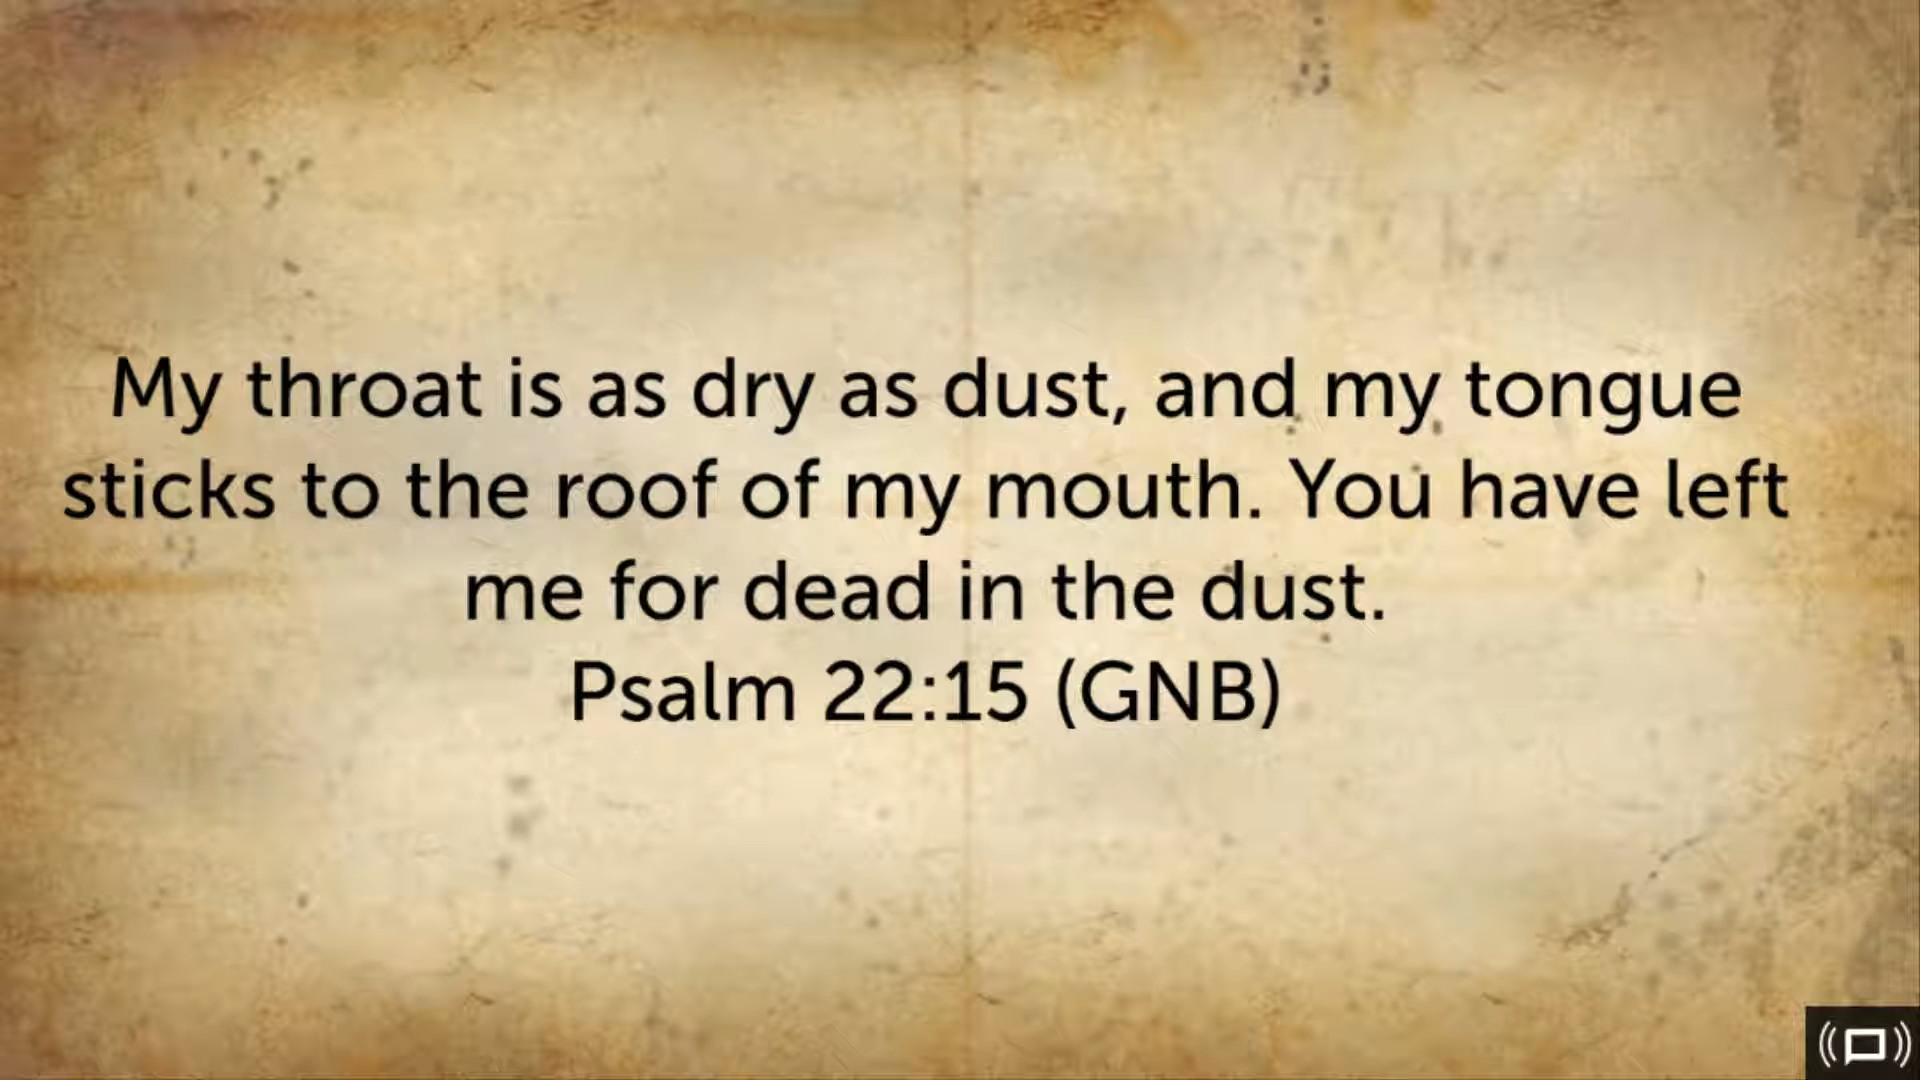 My throat is as dry as dust, and my tongue
sticks to the roof of my mouth. You have left
me for dead in the dust.
Psalm 22:15 (GNB)